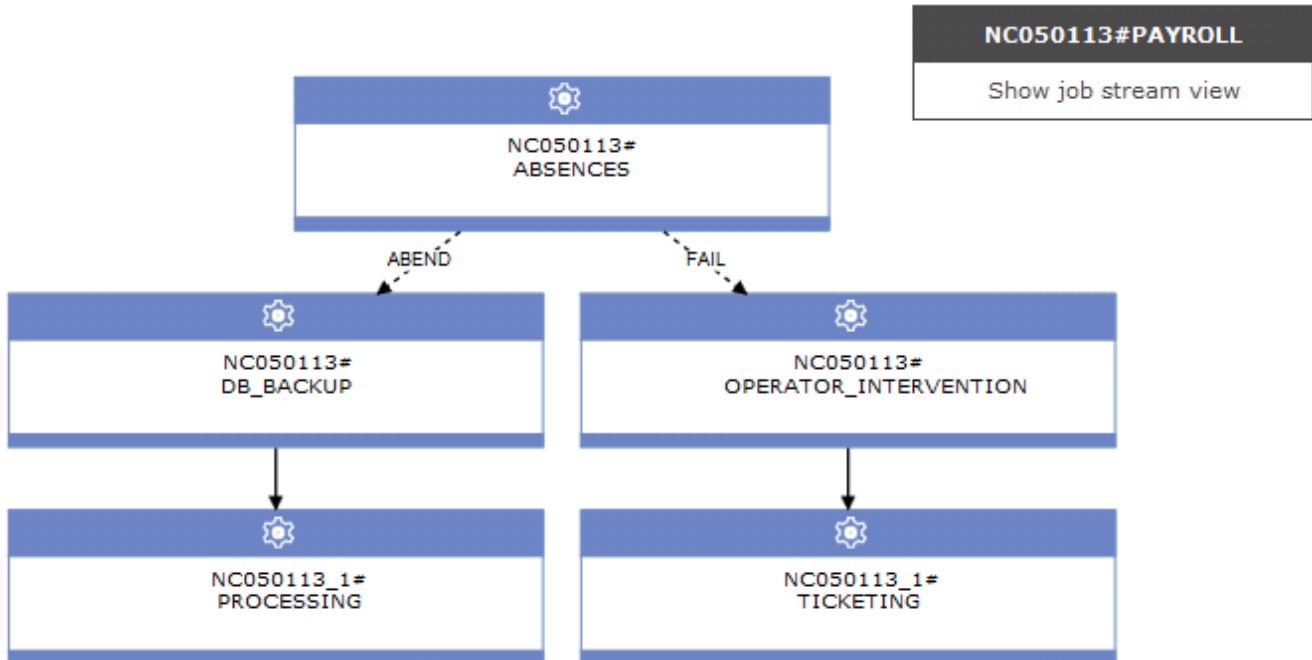 NC050113#PAYROLL
Show job stream view
NC050113#
ABSENCES
ABEND
FAIL
NC050113#
DB_BACKUP
NC050113#
OPERATOR_INTERVENTION
NC050113_1#
PROCESSING
NC050113_1#
TICKETING